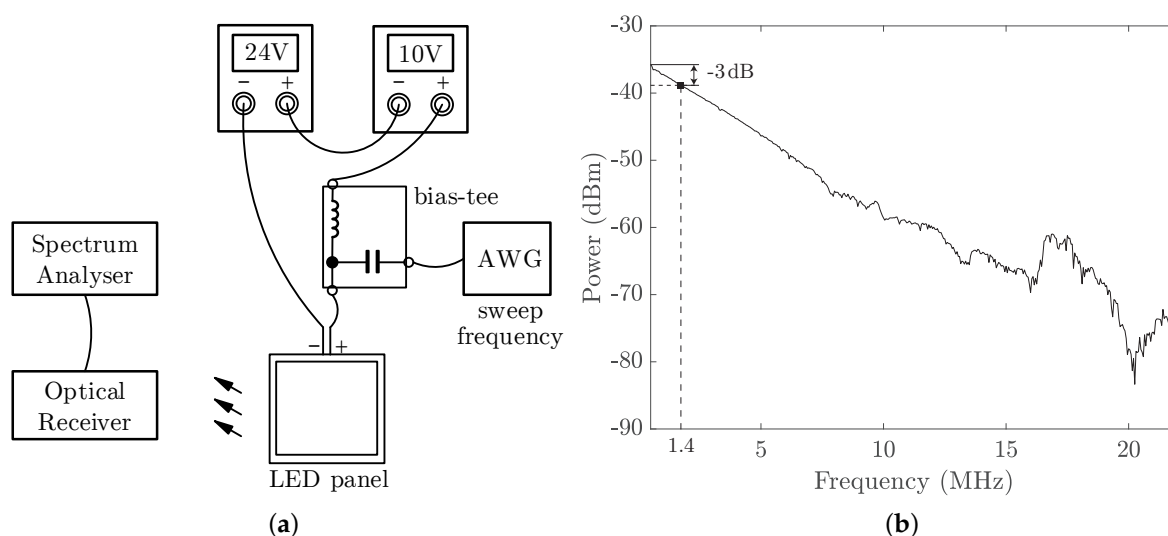 24V
10V
− +
− +
bias-tee
Spectrum
Analyser
AWG
sweep
frequency
− +
Optical
Receiver
LED panel
(a)
-30
-40
-50
-60
-70
-80
-90
Power (dBm)
-3 dB
1.4
5
10
15
20
Frequency (MHz)
(b)